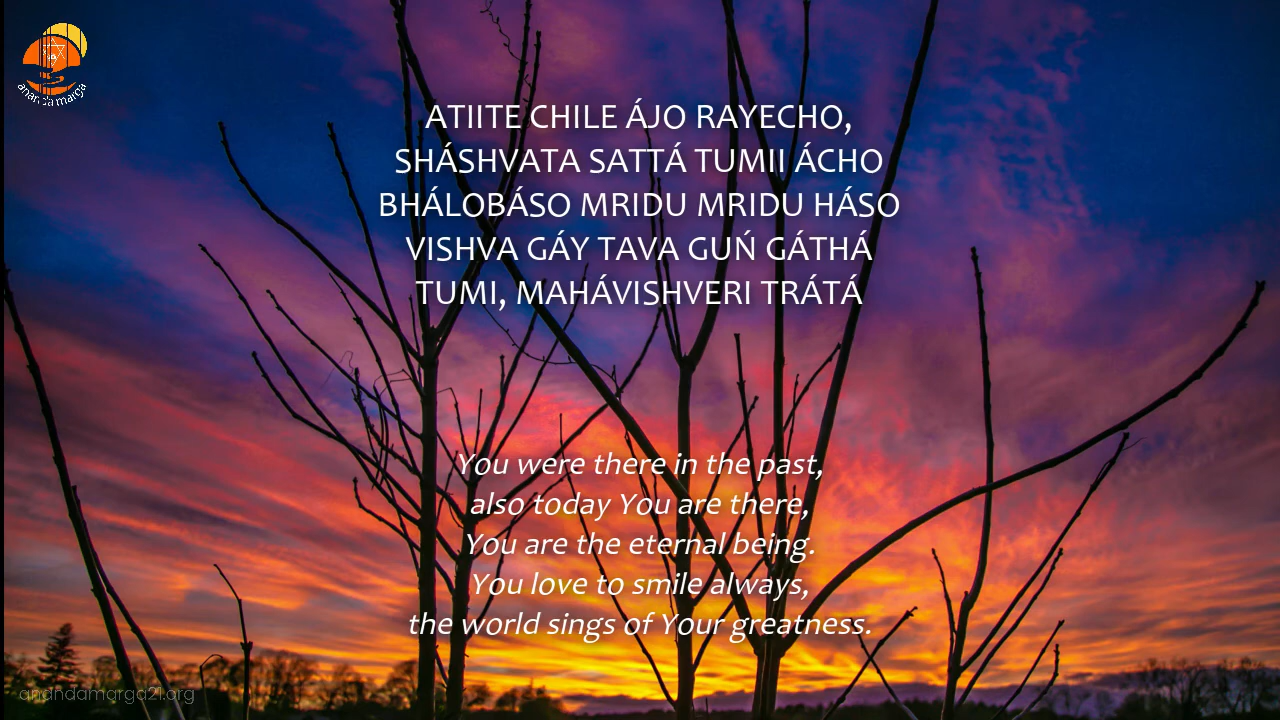 ananda marga
ATIITE CHILE ÁJO RAYECHO,
SHÁSHVATA SATTÁ TUMII ÁCHO
BHÁLOBÁSO MRIDU MRIDU HÁSO
VISHVA GÁY TAVA GUŃ GÁTHÁ
TUMI, MAHÁVISHVERI TRÁTÁ
You were there in the past,
also today You are there,
You are the eternal being.
You love to smile always,
the world sings of Your greatness.
anandamarga21.org